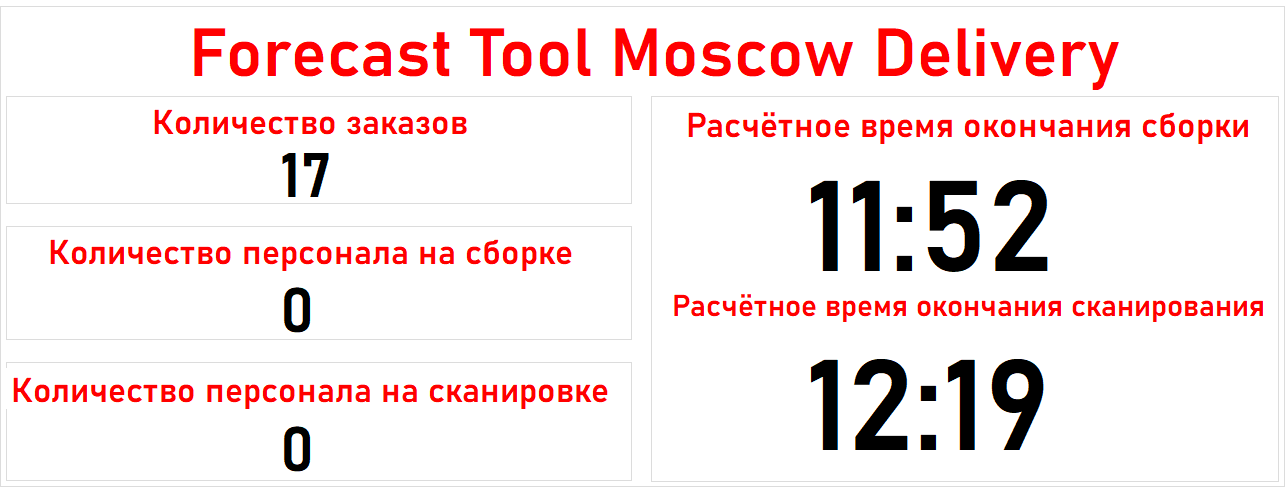 Forecast Tool Moscow Delivery
Количество заказов
17
Количество персонала на сборке
0
Количество персонала на сканировке
0
Расчётное время окончания сборки
11:52
Расчётное время окончания сканирования
12:19